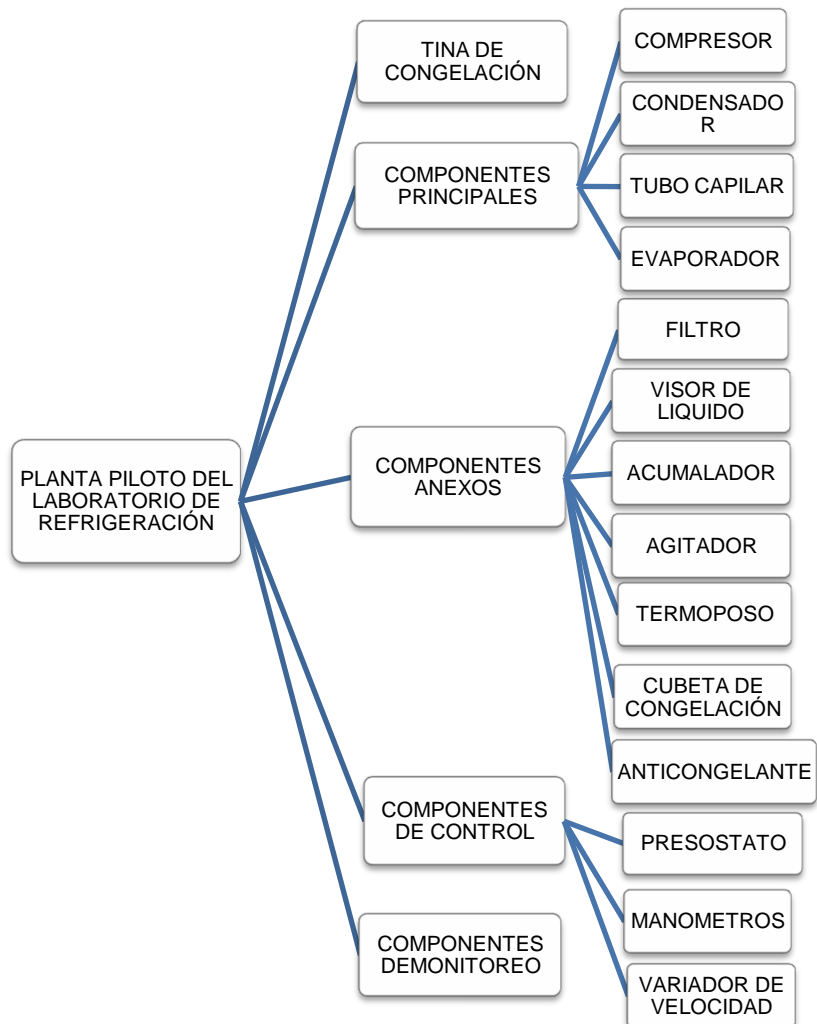 PLANTA PILOTO DEL
LABORATORIO DE
REFRIGERACIÓN
TINA DE
CONGELACIÓN
COMPONENTES
PRINCIPALES
COMPRESOR
CONDENSADO
R
TUBO CAPILAR
EVAPORADOR
COMPONENTES
ANEXOS
FILTRO
VISOR DE
LIQUIDO
ACUMALADOR
AGITADOR
TERMOPOSO
CUBETA DE
CONGELACIÓN
ANTICONGELANTE
COMPONENTES
DE CONTROL
PRESOSTATO
MANOMETROS
VARIADOR DE
VELOCIDAD
COMPONENTES
DEMONITOREO